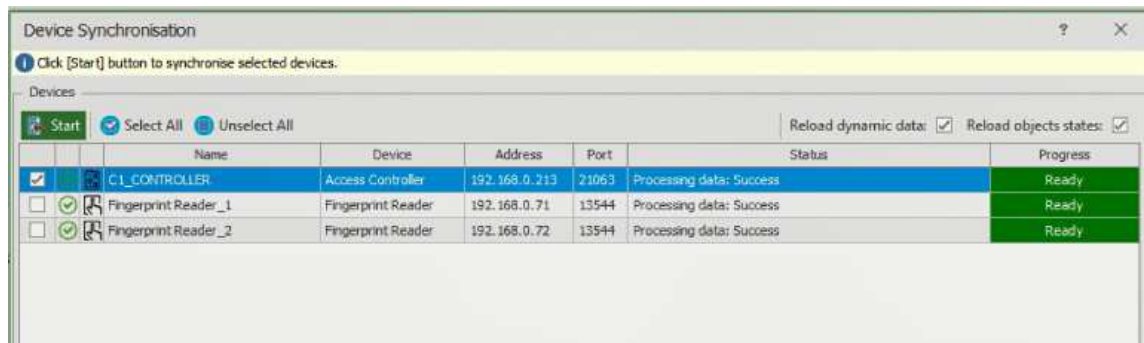 Device Synchronisation ? ×
Click [Start] button to synchronise selected devices.
Devices
Start Select All Unselect All Reload dynamic data: Reload objects states:
Name Device Address Port Status Progress
C1_CONTROLLER Access Controller 192.168.0.213 21063 Processing data: Success Ready
Fingerprint Reader_1 Fingerprint Reader 192.168.0.71 13544 Processing data: Success Ready
Fingerprint Reader_2 Fingerprint Reader 192.168.0.72 13544 Processing data: Success Ready